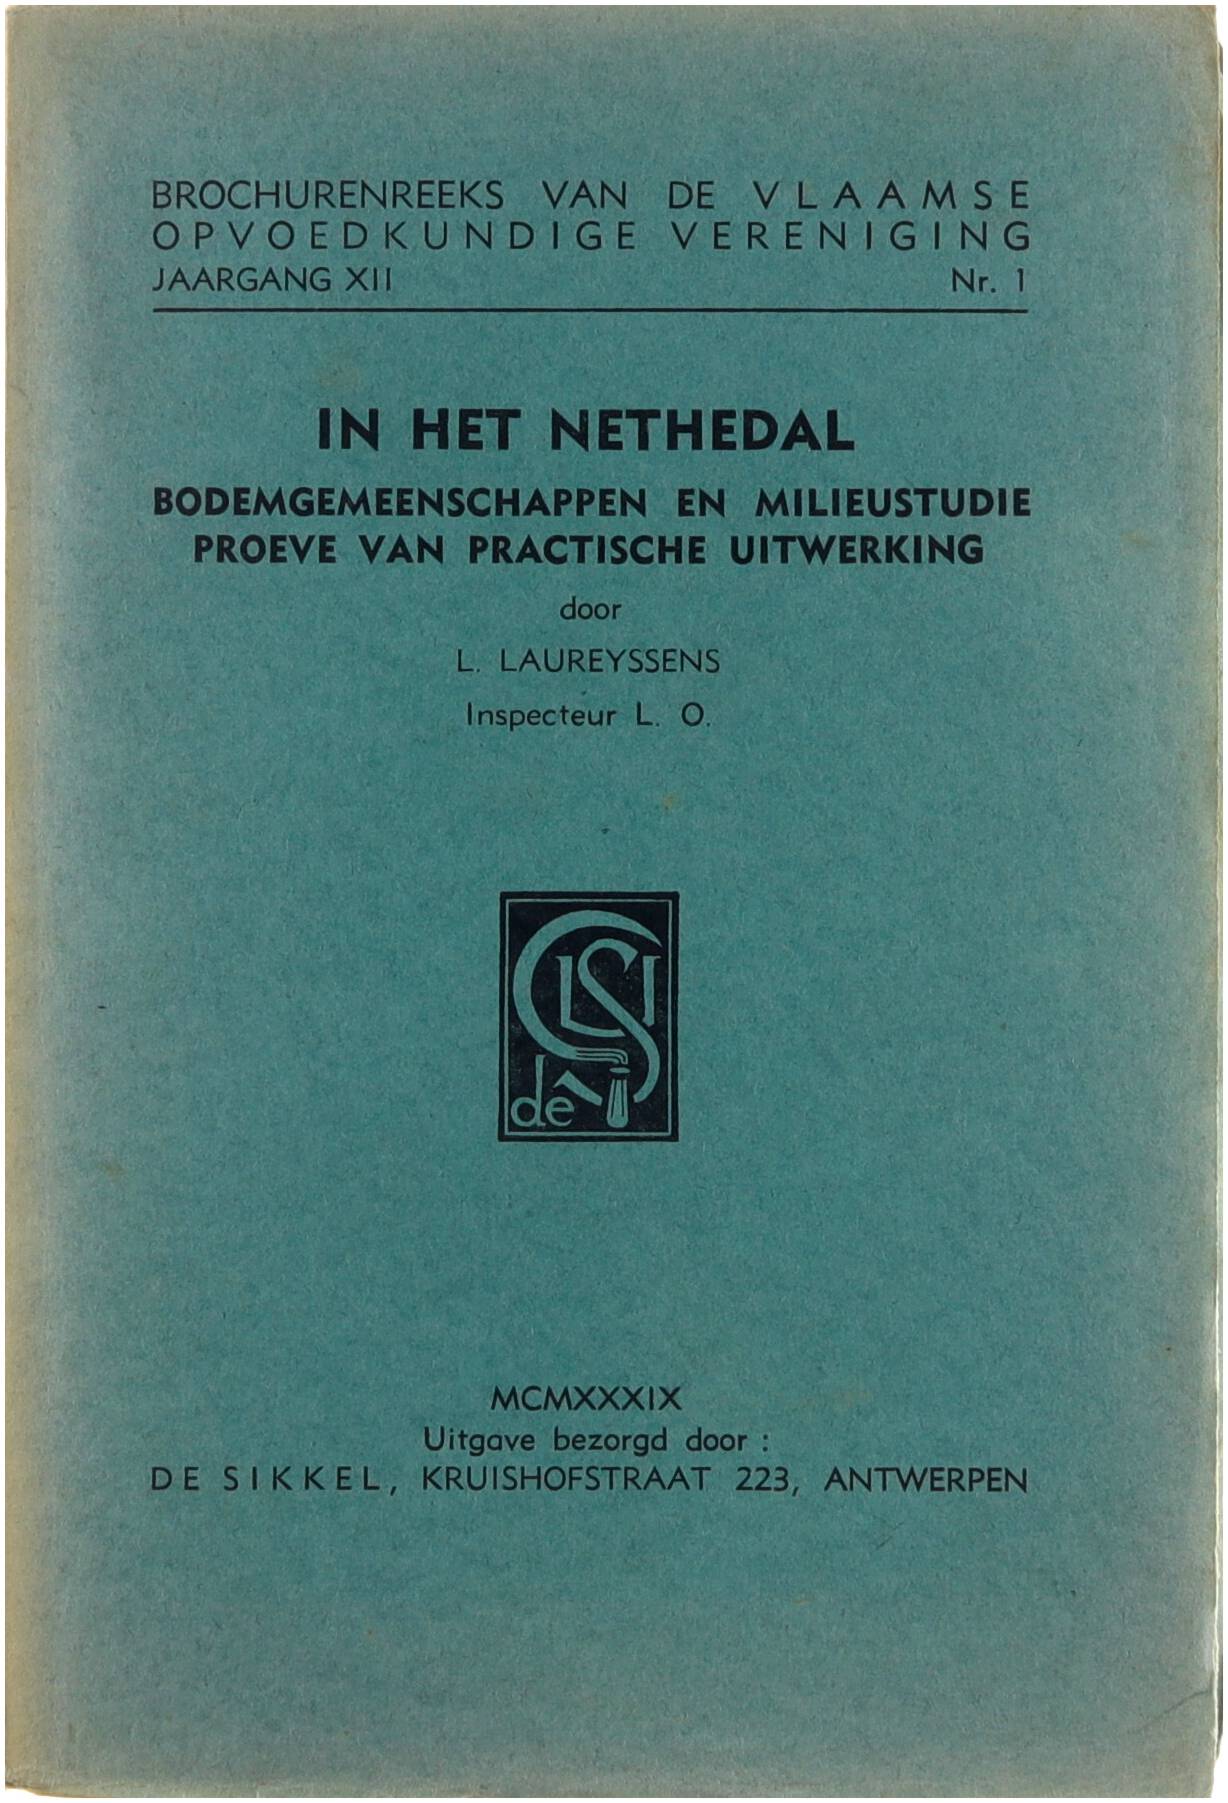 BROCHURENREEKS VAN DE VLAAMSE
OPVOEDKUNDIGE VERENIGING
JAARGANG XII Nr. 1
IN HET NETHEDAL
BODEMGEMEENSCHAPPEN EN MILIEUSTUDIE
PROEVE VAN PRACTISCHE UITWERKING
door
L. LAUREYSSENS
Inspecteur L. O.
de
MCMXXXIX
Uitgave bezorgd door :
DE SIKKEL, KRUISHOFSTRAAT 223, ANTWERPEN